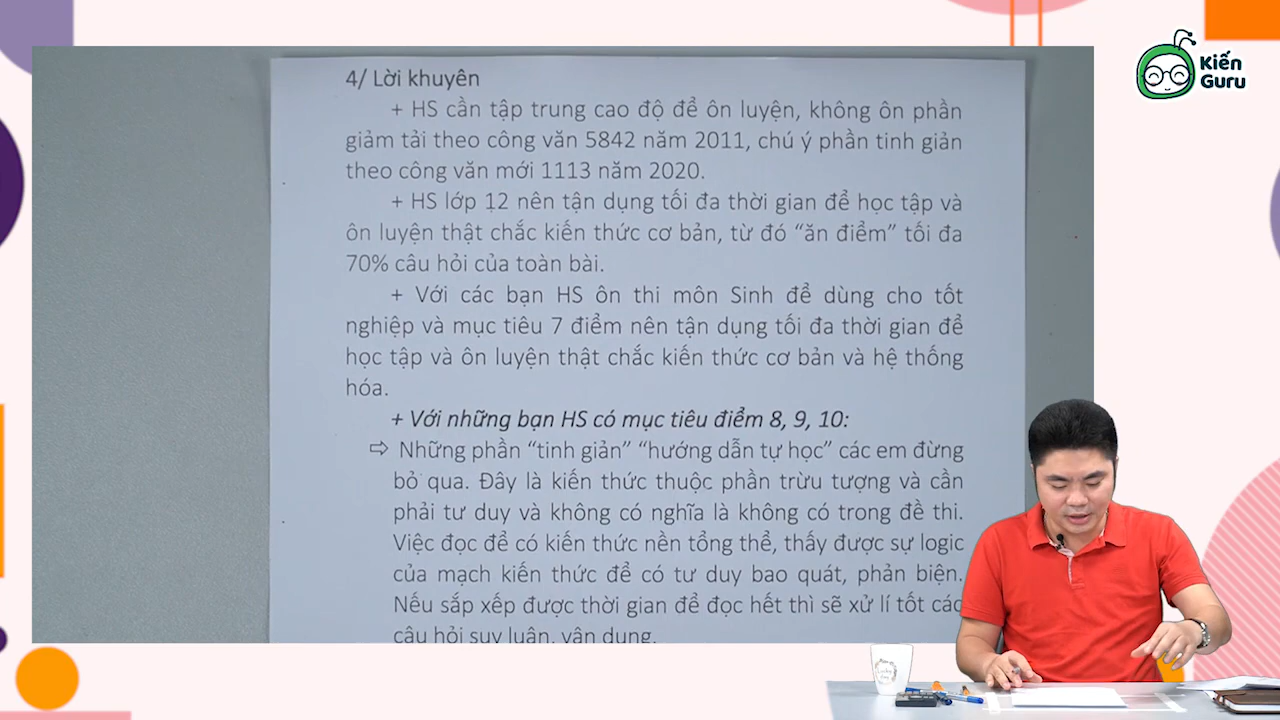 Kiến
Guru
4/ Lời khuyên
+ HS cần tập trung cao độ để ôn luyện, không ôn phần
giảm tải theo công văn 5842 năm 2011, chú ý phần tinh giản
theo công văn mới 1113 năm 2020.
+ HS lớp 12 nên tận dụng tối đa thời gian để học tập và
ôn luyện thật chắc kiến thức cơ bản, từ đó “ăn điểm” tối đa
70% câu hỏi của toàn bài.
+ Với các bạn HS ôn thi môn Sinh để dùng cho tốt
nghiệp và mục tiêu 7 điểm nên tận dụng tối đa thời gian để
học tập và ôn luyện thật chắc kiến thức cơ bản và hệ thống
hóa.
+ Với những bạn HS có mục tiêu điểm 8, 9, 10:
⇨ Những phần “tinh giản” “hướng dẫn tự học” các em đừng
bỏ qua. Đây là kiến thức thuộc phần trừu tượng và cần
phải tư duy và không có nghĩa là không có trong đề thi.
Việc đọc để có kiến thức nền tổng thể, thấy được sự logic
của mạch kiến thức để có tư duy bao quát, phản biện.
Nếu sắp xếp được thời gian để đọc hết thì sẽ xử lí tốt các
câu hỏi suy luận, vận dụng.